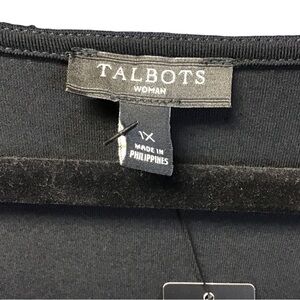 TALBOTS
WOMAN
1X
MADE IN
PHILIPPINES